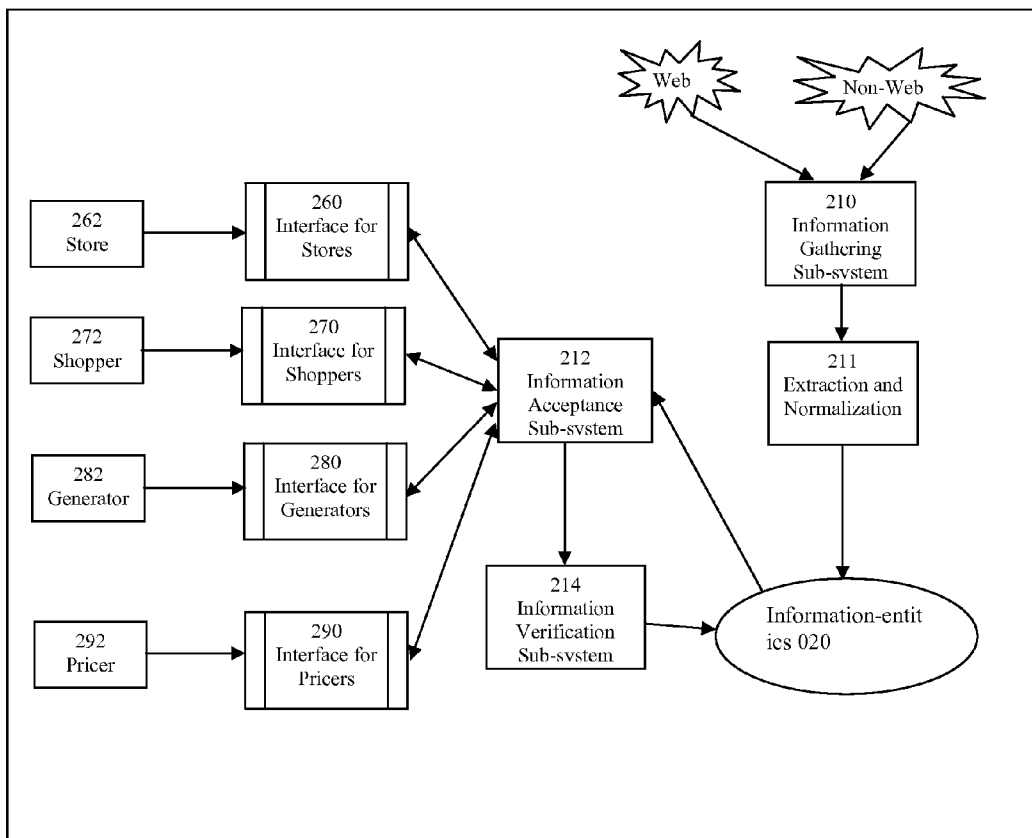 Web
Non-Web
210
Information
Gathering
Sub-system
262
Store
260
Interface for
Stores
272
Shopper
270
Interface for
Shoppers
212
Information
Acceptance
Sub-system
211
Extraction and
Normalization
282
Generator
280
Interface for
Generators
214
Information
Verification
Sub-system
Information-entit
ies 020
292
Pricer
290
Interface for
Pricers